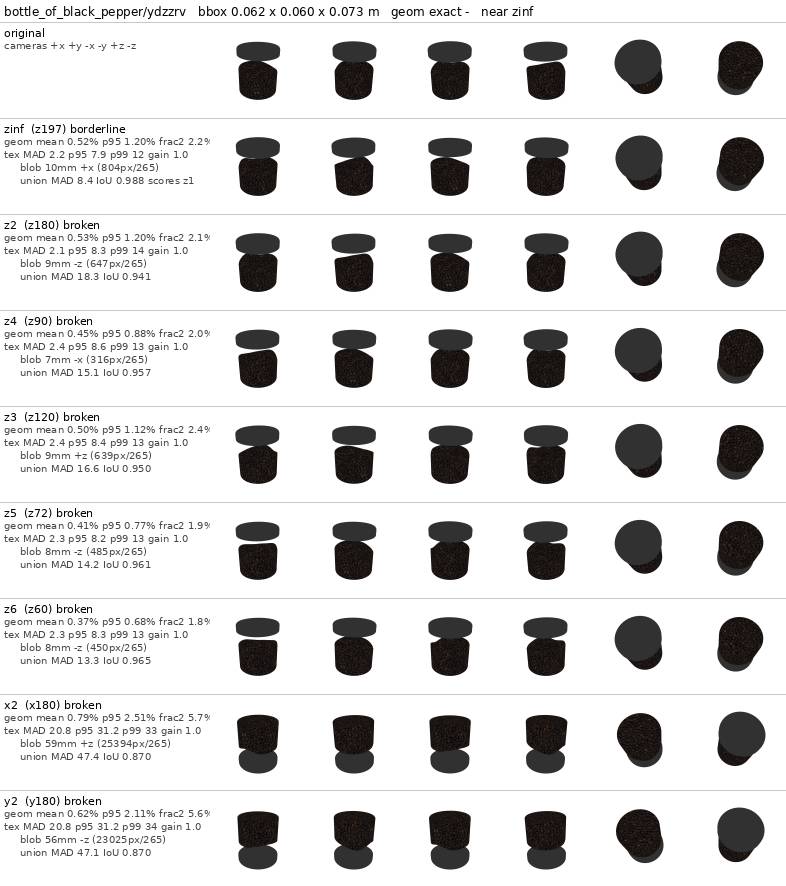 bottle_of_black_pepper/ydzzrv bbox 0.062 x 0.060 x 0.073 m geom exact - near zinf
original
cameras +x +y -x -y +z -z
zinf (z197) borderline
geom mean 0.52% p95 1.20% frac2 2.2%
tex MAD 2.2 p95 7.9 p99 12 gain 1.0
blob 10mm +x (804px/265)
union MAD 8.4 IoU 0.988 scores z1
z2 (z180) broken
geom mean 0.53% p95 1.20% frac2 2.1%
tex MAD 2.1 p95 8.3 p99 14 gain 1.0
blob 9mm -z (647px/265)
union MAD 18.3 IoU 0.941
z4 (z90) broken
geom mean 0.45% p95 0.88% frac2 2.0%
tex MAD 2.4 p95 8.6 p99 13 gain 1.0
blob 7mm -x (316px/265)
union MAD 15.1 IoU 0.957
z3 (z120) broken
geom mean 0.50% p95 1.12% frac2 2.4%
tex MAD 2.4 p95 8.4 p99 13 gain 1.0
blob 9mm +z (639px/265)
union MAD 16.6 IoU 0.950
z5 (z72) broken
geom mean 0.41% p95 0.77% frac2 1.9%
tex MAD 2.3 p95 8.2 p99 13 gain 1.0
blob 8mm -z (485px/265)
union MAD 14.2 IoU 0.961
z6 (z60) broken
geom mean 0.37% p95 0.68% frac2 1.8%
tex MAD 2.3 p95 8.3 p99 13 gain 1.0
blob 8mm -z (450px/265)
union MAD 13.3 IoU 0.965
x2 (x180) broken
geom mean 0.79% p95 2.51% frac2 5.7%
tex MAD 20.8 p95 31.2 p99 33 gain 1.0
blob 59mm +z (25394px/265)
union MAD 47.4 IoU 0.870
y2 (y180) broken
geom mean 0.62% p95 2.11% frac2 5.6%
tex MAD 20.8 p95 31.2 p99 34 gain 1.0
blob 56mm -z (23025px/265)
union MAD 47.1 IoU 0.870